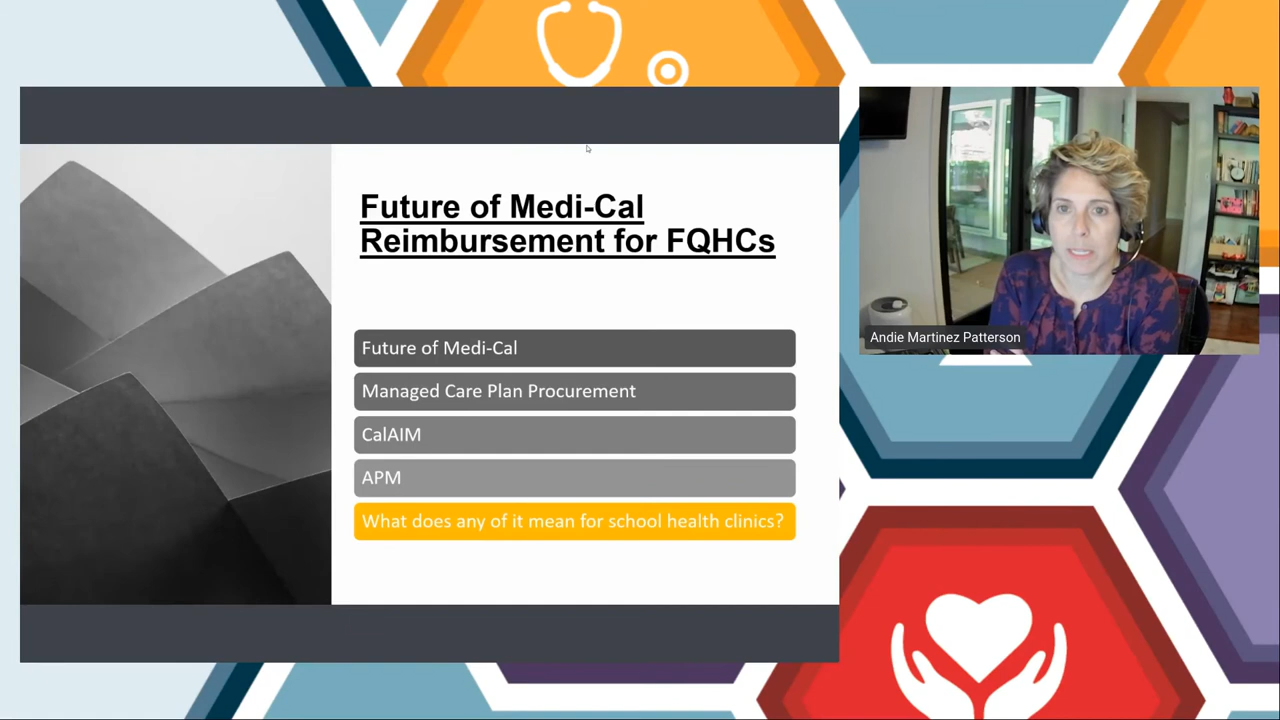 Future of Medi-Cal
Reimbursement for FQHCs
Future of Medi-Cal
Managed Care Plan Procurement
CalAIM
APM
What does any of it mean for school health clinics?
Andie Martinez Patterson